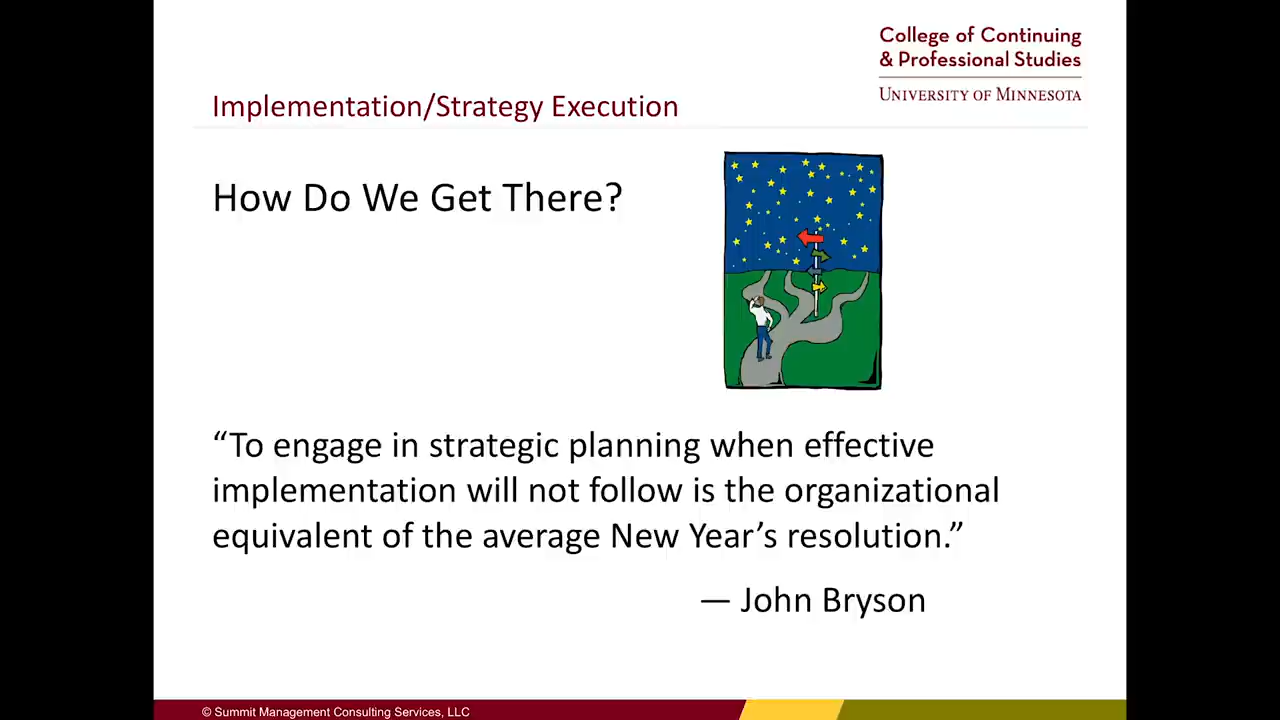 College of Continuing
& Professional Studies
UNIVERSITY OF MINNESOTA
Implementation/Strategy Execution
How Do We Get There?
“To engage in strategic planning when effective
implementation will not follow is the organizational
equivalent of the average New Year’s resolution.”
— John Bryson
© Summit Management Consulting Services, LLC